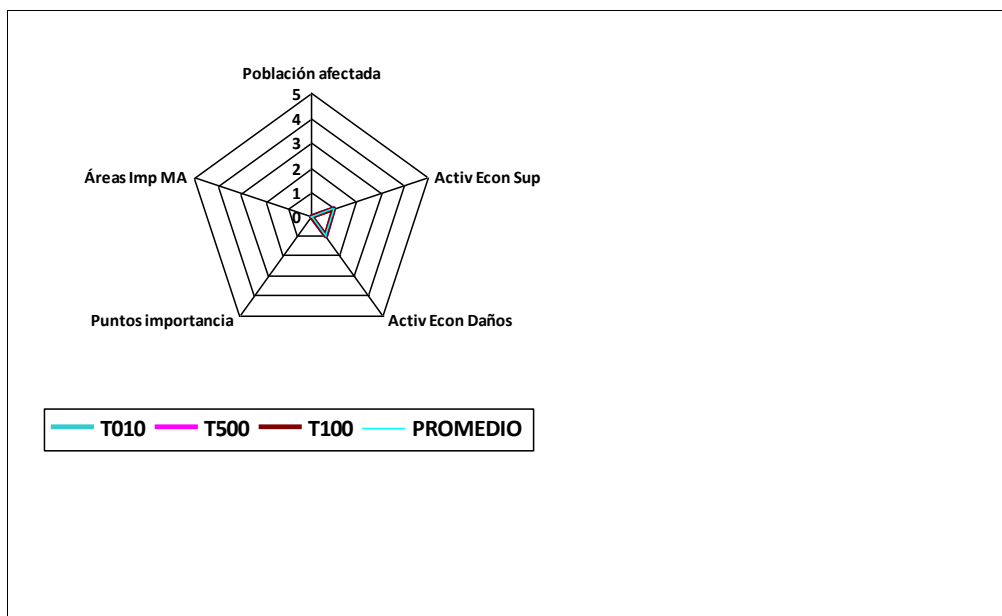 Población afectada
5
4
3
2
1
0
Áreas Imp MA
Activ Econ Sup
Puntos importancia
Activ Econ Daños
T010 T500 T100 PROMEDIO